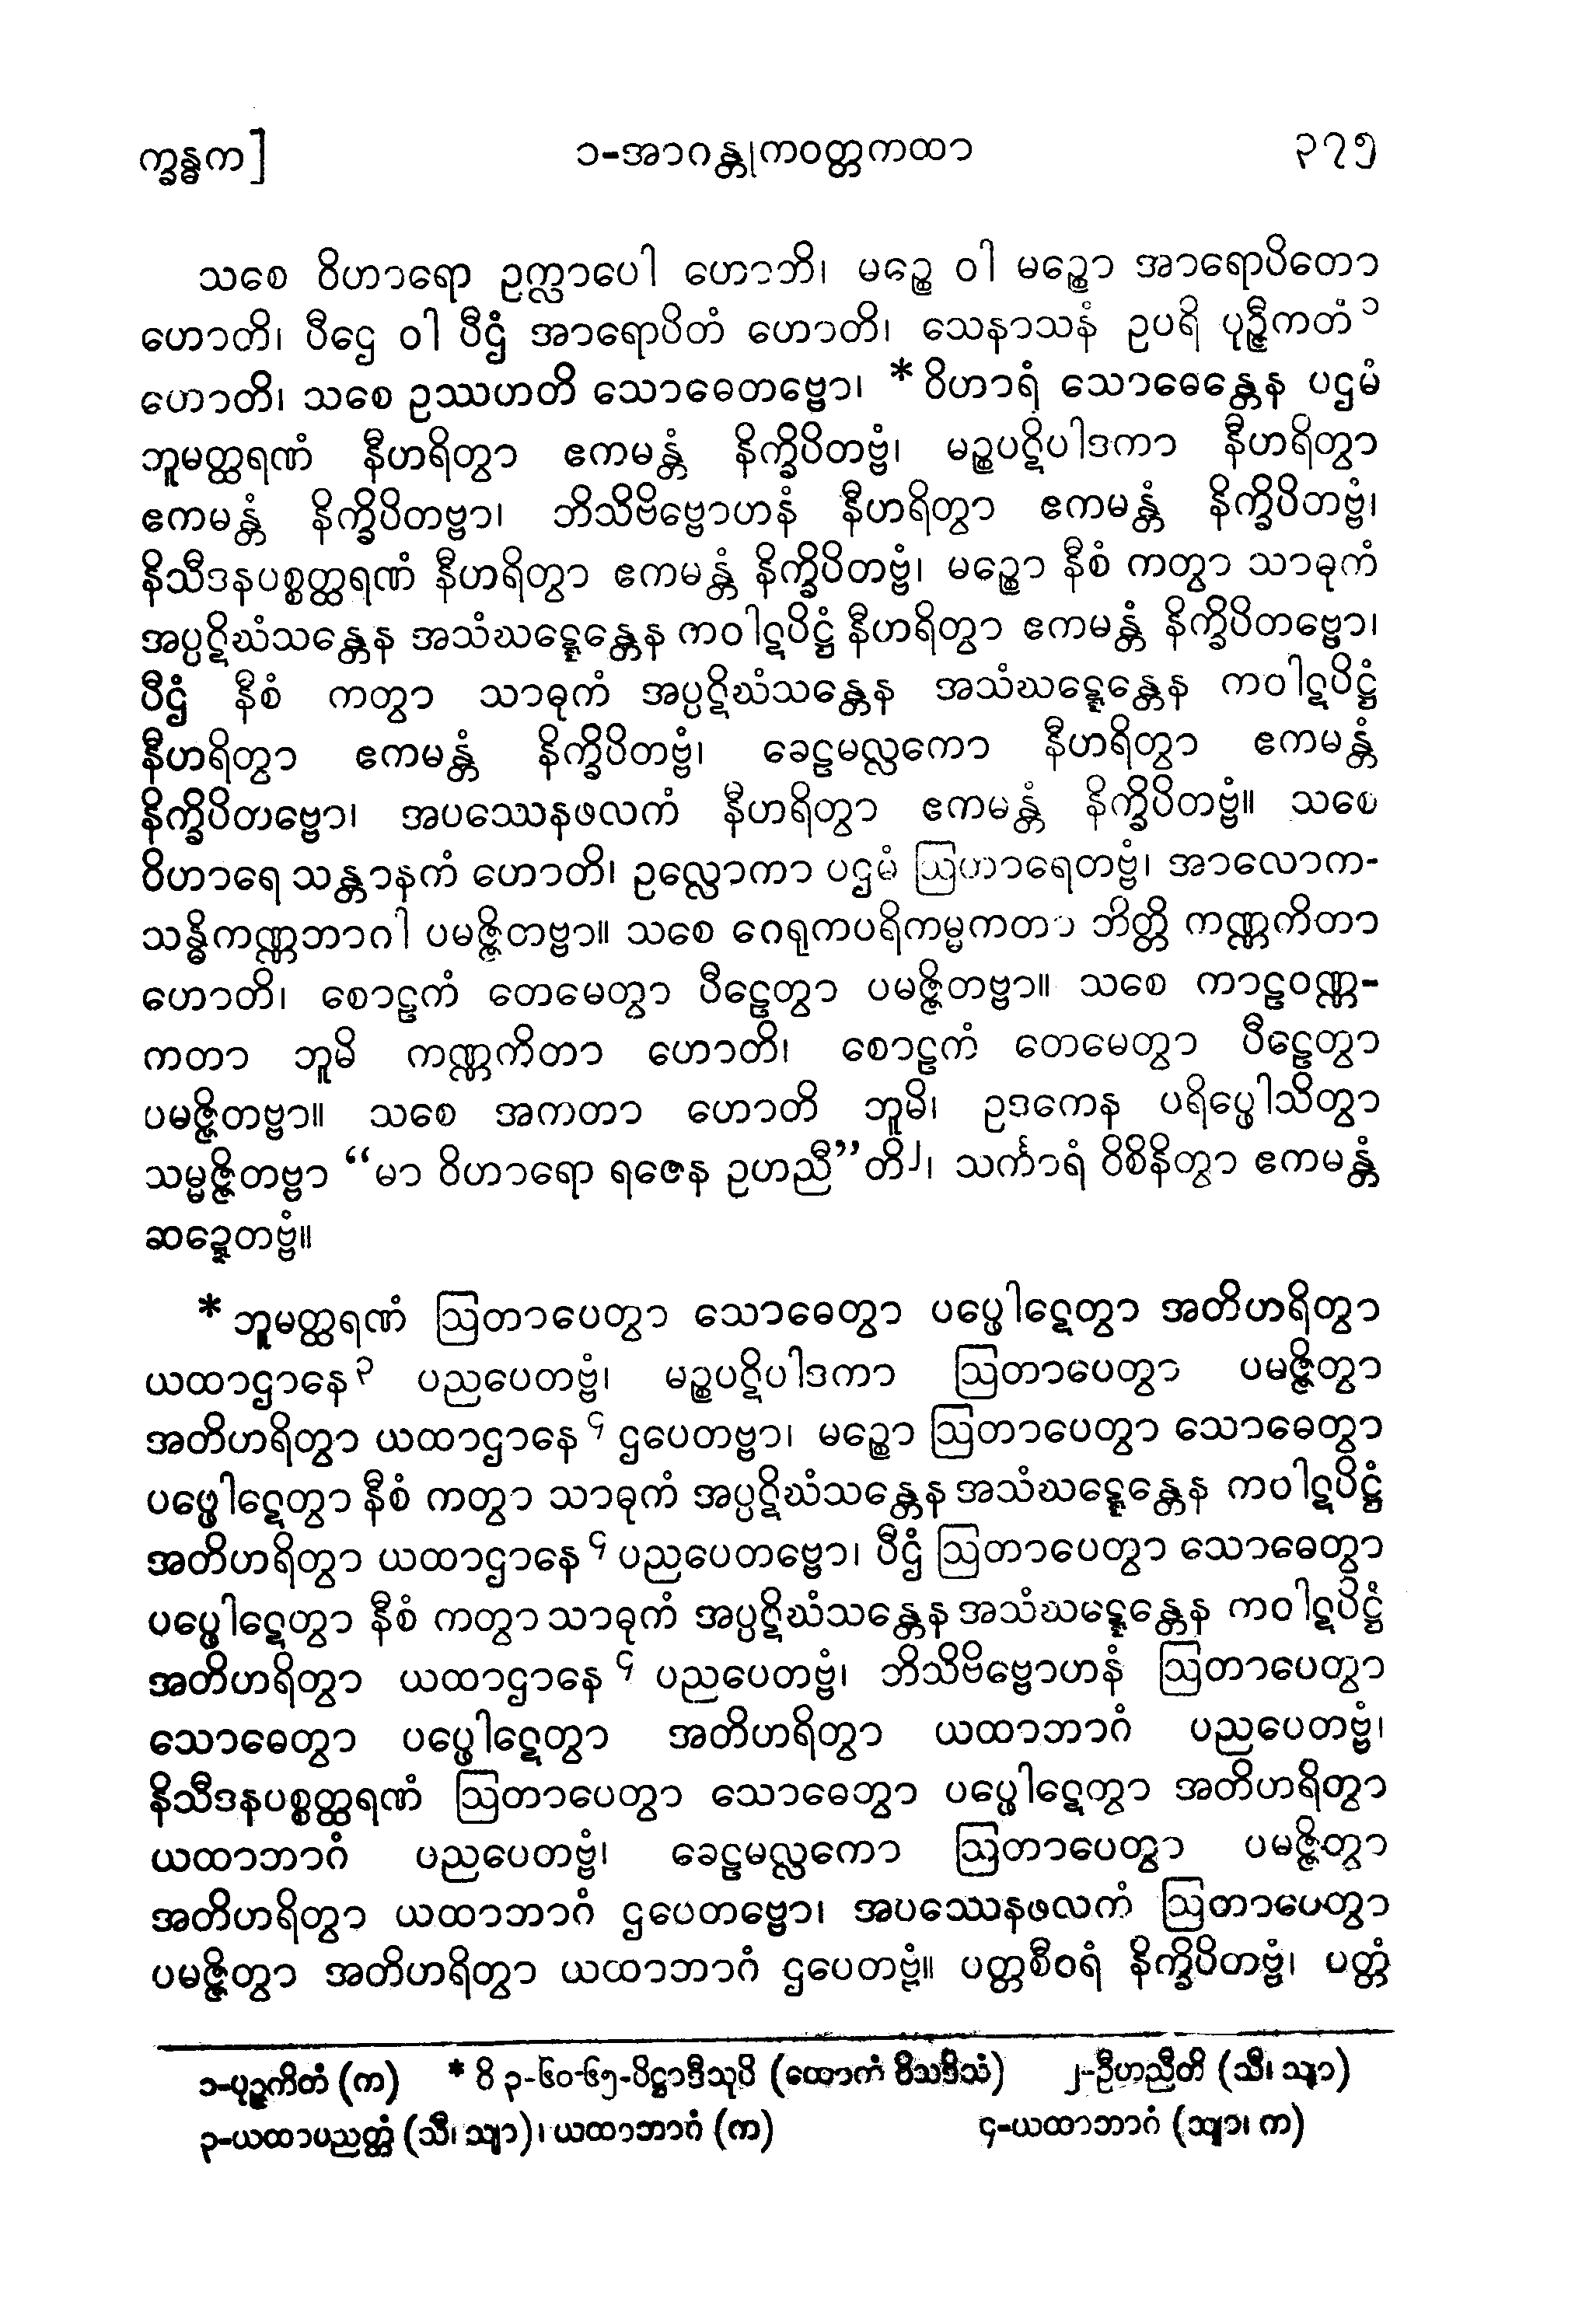 က္ခန္ဓက]
၁-အာဂန္တုကဝတ္တကထာ
၃၇၅
သစေ ဝိဟာရော ဥက္လာပေါ ဟောတိ၊ မဉ္စေ ဝါ မဉ္စော အာရောပိတော
ဟောတိ၊ ပီဌေ ဝါ ပီဌံ အာရောပိတံ ဟောတိ၊ သေနာသနံ ဥပရိ ပုဉ္ဇီကတံ ၁
ဟောတိ၊ သစေ ဥဿဟတိ သောဓေတဗ္ဗော၊ * ဝိဟာရံ သောဓေန္တေန ပဌမံ
ဘူမတ္ထရဏံ နီဟရိတွာ ဧကမန္တံ နိက္ခိပိတဗ္ဗံ၊ မဉ္စပဋိပါဒကာ နီဟရိတွာ
ဧကမန္တံ နိက္ခိပိတဗ္ဗာ၊ ဘိသိဗိဗ္ဗောဟနံ နီဟရိတွာ ဧကမန္တံ နိက္ခိပိတဗ္ဗံ၊
နိသီဒနပစ္စတ္ထရဏံ နီဟရိတွာ ဧကမန္တံ နိက္ခိပိတဗ္ဗံ၊ မဉ္စော နီစံ ကတွာ သာဓုကံ
အပ္ပဋိဃံသန္တေန အသံဃဋ္ဋေန္တေန ကဝါဋပိဋ္ဌံ နီဟရိတွာ ဧကမန္တံ နိက္ခိပိတဗ္ဗော၊
ပီဌံ နီစံ ကတွာ သာဓုကံ အပ္ပဋိဃံသန္တေန အသံဃဋ္ဋေန္တေန ကဝါဋပိဋ္ဌံ
နီဟရိတွာ ဧကမန္တံ နိက္ခိပိတဗ္ဗံ၊ ခေဠမလ္လကော နီဟရိတွာ ဧကမန္တံ
နိက္ခိပိတဗ္ဗော၊ အပဿေနဖလကံ နီဟရိတွာ ဧကမန္တံ နိက္ခိပိတဗ္ဗံ။ သစေ
ဝိဟာရေ သန္တာနကံ ဟောတိ၊ ဥလ္လောကာ ပဌမံ ဩဟာရေတဗ္ဗံ၊ အာလောက-
သန္ဓိကဏ္ဏဘာဂါ ပမဇ္ဇိတဗ္ဗာ။ သစေ ဂေရုကပရိကမ္မကတာ ဘိတ္တိ ကဏ္ဏကိတာ
ဟောတိ၊ စောဠကံ တေမေတွာ ပီဠေတွာ ပမဇ္ဇိတဗ္ဗာ။ သစေ ကာဠဝဏ္ဏ-
ကတာ ဘူမိ ကဏ္ဏကိတာ ဟောတိ၊ စောဠကံ တေမေတွာ ပီဠေတွာ
ပမဇ္ဇိတဗ္ဗာ။ သစေ အကတာ ဟောတိ ဘူမိ၊ ဥဒကေန ပရိပ္ဖေါသိတွာ
သမ္မဇ္ဇိတဗ္ဗာ “မာ ဝိဟာရော ရဇေန ဥဟညီ”တိ၂၊ သင်္ကာရံ ဝိစိနိတွာ ဧကမန္တံ
ဆဍ္ဍေတဗ္ဗံ။
* ဘူမတ္ထရဏံ ဩတာပေတွာ သောဓေတွာ ပပ္ဖေါဋေတွာ အတိဟရိတွာ
ယထာဌာနေ ၃ ပညပေတဗ္ဗံ၊ မဉ္စပဋိပါဒကာ ဩတာပေတွာ ပမဇ္ဇိတွာ
အတိဟရိတွာ ယထာဌာနေ ၄ ဌပေတဗ္ဗာ၊ မဉ္စော ဩတာပေတွာ သောဓေတွာ
ပပ္ဖေါဋေတွာ နီစံ ကတွာ သာဓုကံ အပ္ပဋိဃံသန္တေန အသံဃဋ္ဋေန္တေန ကဝါဋပိဋ္ဌံ
အတိဟရိတွာ ယထာဌာနေ ၄ ပညပေတဗ္ဗော၊ ပီဌံ ဩတာပေတွာ သောဓေတွာ
ပပ္ဖေါဋေတွာ နီစံ ကတွာ သာဓုကံ အပ္ပဋိဃံသန္တေန အသံဃဋ္ဋေန္တေန ကဝါဋပိဋ္ဌံ
အတိဟရိတွာ ယထာဌာနေ ၄ ပညပေတဗ္ဗံ၊ ဘိသိဗိဗ္ဗောဟနံ ဩတာပေတွာ
သောဓေတွာ ပပ္ဖေါဋေတွာ အတိဟရိတွာ ယထာဘာဂံ ပညပေတဗ္ဗံ၊
နိသီဒနပစ္စတ္ထရဏံ ဩတာပေတွာ သောဓေတွာ ပပ္ဖေါဋေတွာ အတိဟရိတွာ
ယထာဘာဂံ ပညပေတဗ္ဗံ၊ ခေဠမလ္လကော ဩတာပေတွာ ပမဇ္ဇိတွာ
အတိဟရိတွာ ယထာဘာဂံ ဌပေတဗ္ဗော၊ အပဿေနဖလကံ ဩတာပေတွာ
ပမဇ္ဇိတွာ အတိဟရိတွာ ယထာဘာဂံ ဌပေတဗ္ဗံ။ ပတ္တစီဝရံ နိက္ခိပိတဗ္ဗံ၊ ပတ္တံ
၁-ပုဉ္ဇကိတံ (က) * ဝိ ၃-၆၀-၆၅-ပိဋ္ဌာဒီသုပိ (ထောကံ ဝိသဒိသံ) ၂-ဦဟညီတိ (သီ၊ သျာ)
၃-ယထာပညတ္တံ (သီ၊ သျာ)၊ ယထာဘာဂံ (က) ၄-ယထာဘာဂံ (သျာ၊ က)